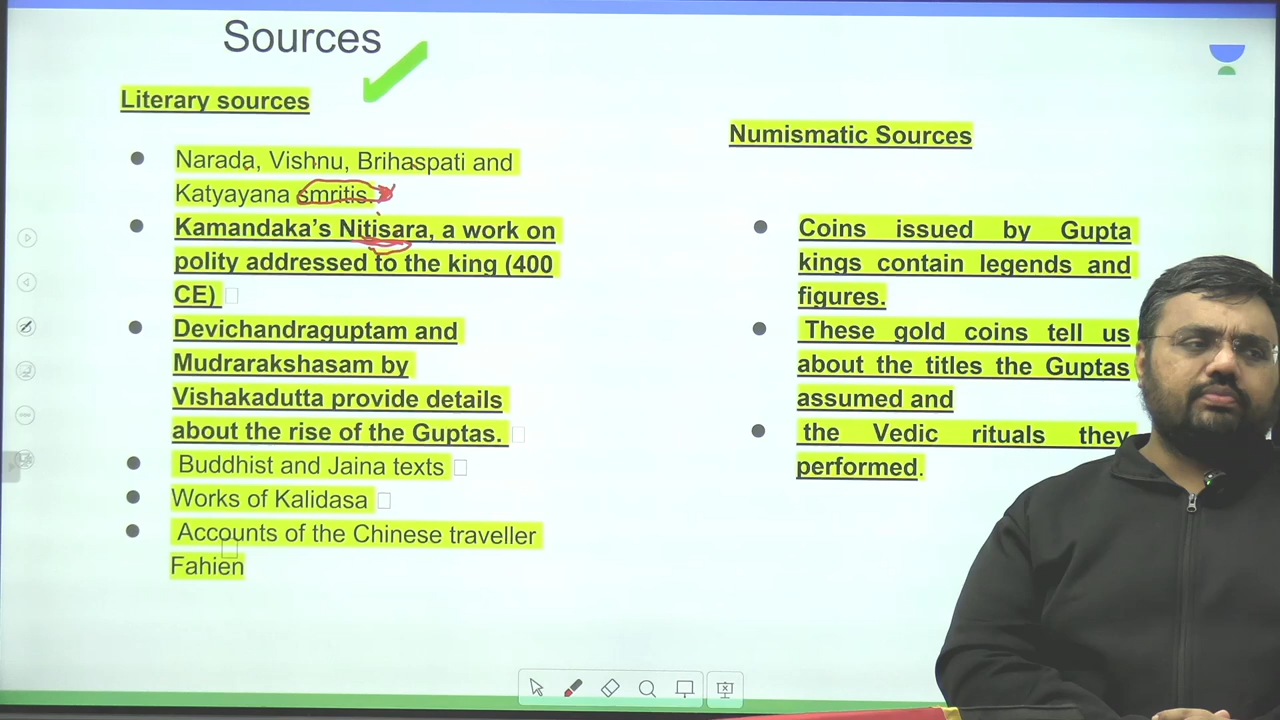 Sources
Literary sources
Narada, Vishnu, Brihaspati and
Katyayana smritis.
Kamandaka's Nitisara, a work on
polity addressed to the king (400
CE)
Devichandraguptam and
Mudrarakshasam by
Vishakadutta provide details
about the rise of the Guptas.
Buddhist and Jaina texts
Works of Kalidasa
Accounts of the Chinese traveller
Fahien
Numismatic Sources
Coins issued by Gupta
kings contain legends and
figures.
These gold coins tell us
about the titles the Guptas
assumed and
the Vedic rituals they
performed.